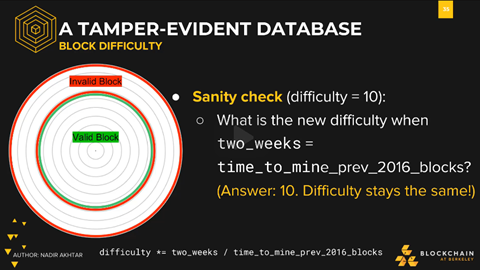 36
A TAMPER-EVIDENT DATABASE
BLOCK DIFFICULTY
Invalid Block
Valid Block
● Sanity check (difficulty = 10):
○ What is the new difficulty when
two_weeks =
time_to_mine_prev_2016_blocks?
(Answer: 10. Difficulty stays the same!)
AUTHOR: NADIR AKHTAR
difficulty *= two_weeks / time_to_mine_prev_2016_blocks
BLOCKCHAIN
AT BERKELEY